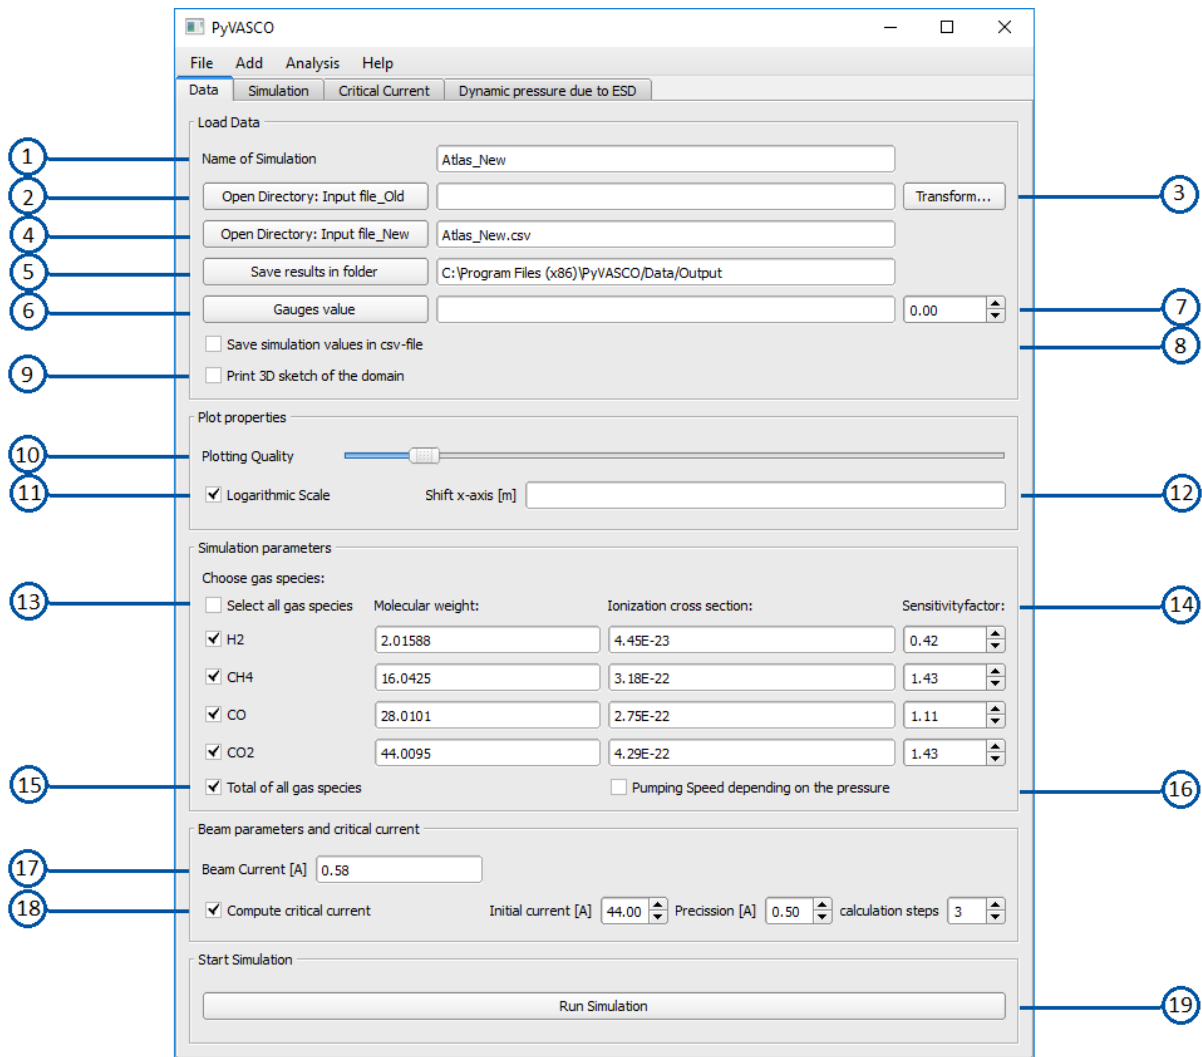 PyVASCO
File Add Analysis Help
Data Simulation Critical Current Dynamic pressure due to ESD
Load Data
1 Name of Simulation Atlas_New
2 Open Directory: Input file_Old Transform... 3
4 Open Directory: Input file_New Atlas_New.csv
5 Save results in folder C:\Program Files (x86)\PyVASCO/Data/Output
6 Gauges value 0.00 7
Save simulation values in csv-file 8
9 Print 3D sketch of the domain
Plot properties
10 Plotting Quality
11 Logarithmic Scale Shift x-axis [m] 12
Simulation parameters
Choose gas species:
13 Select all gas species Molecular weight: Ionization cross section: Sensitivityfactor: 14
H2 2.01588 4.45E-23 0.42
CH4 16.0425 3.18E-22 1.43
CO 28.0101 2.75E-22 1.11
CO2 44.0095 4.29E-22 1.43
15 Total of all gas species Pumping Speed depending on the pressure 16
Beam parameters and critical current
17 Beam Current [A] 0.58
18 Compute critical current Initial current [A] 44.00 Precission [A] 0.50 calculation steps 3
Start Simulation
Run Simulation 19